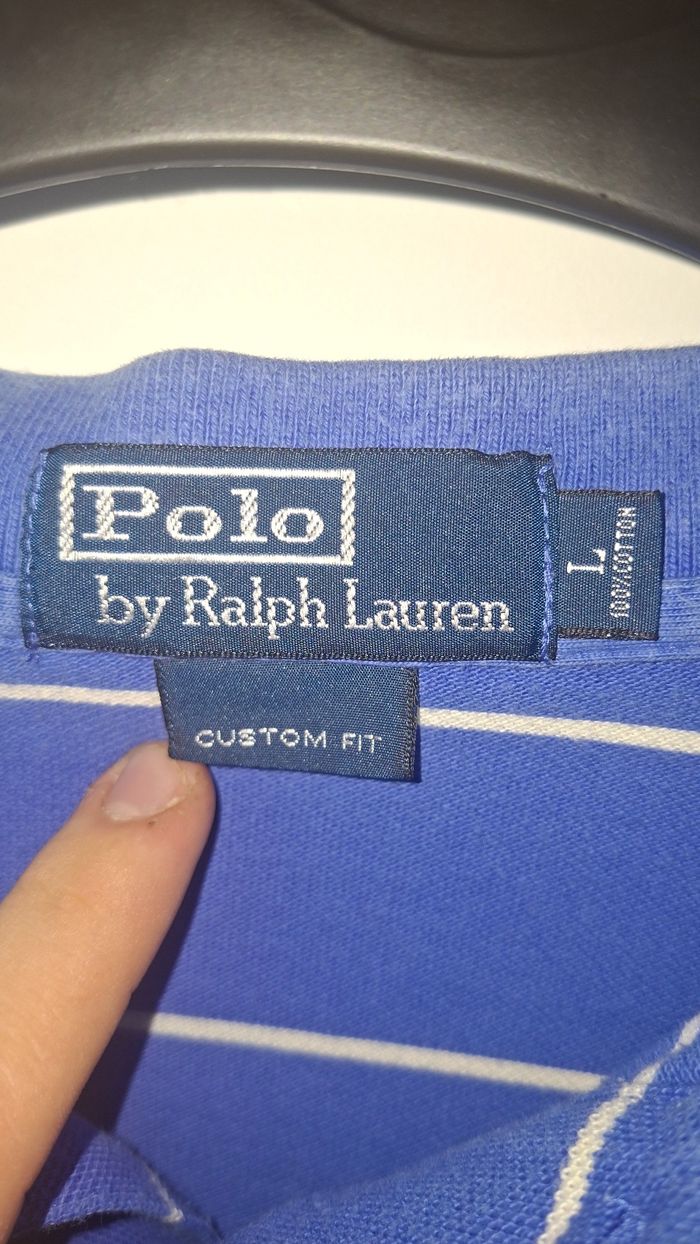 Polo
by Ralph Lauren
L
100% COTTON
CUSTOM FIT